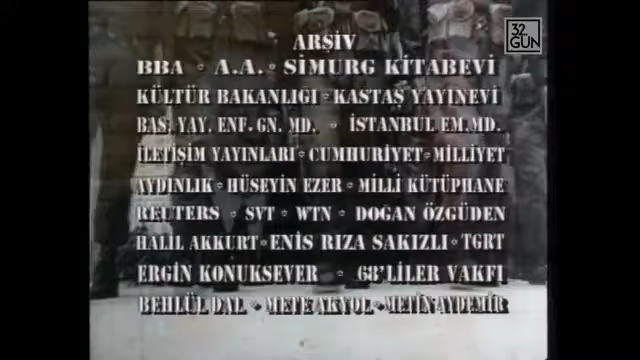 32.
GÜN
ARŞİV
BBA • A.A. • SİMURG KİTABEVİ
KÜLTÜR BAKANLIGI • KASTAŞ YAYINEVİ
BAS. YAY. ENF. GN. MD. • İSTANBUL EM.MD.
İLETİŞİM YAYINLARI • CUMHURİYET • MİLLİYET
AYDINLIK • HÜSEYİN EZER • MİLLİ KÜTÜPHANE
REUTERS • SVT • WTN • DOĞAN ÖZGÜDEN
HALİL AKKURT • ENİS RIZA SAKIZLI • TGRT
ERGİN KONUKSEVER • 68'LİLER VAKFI
BEHLÜL DAL • METE AKYOL • METİN AYDEMİR